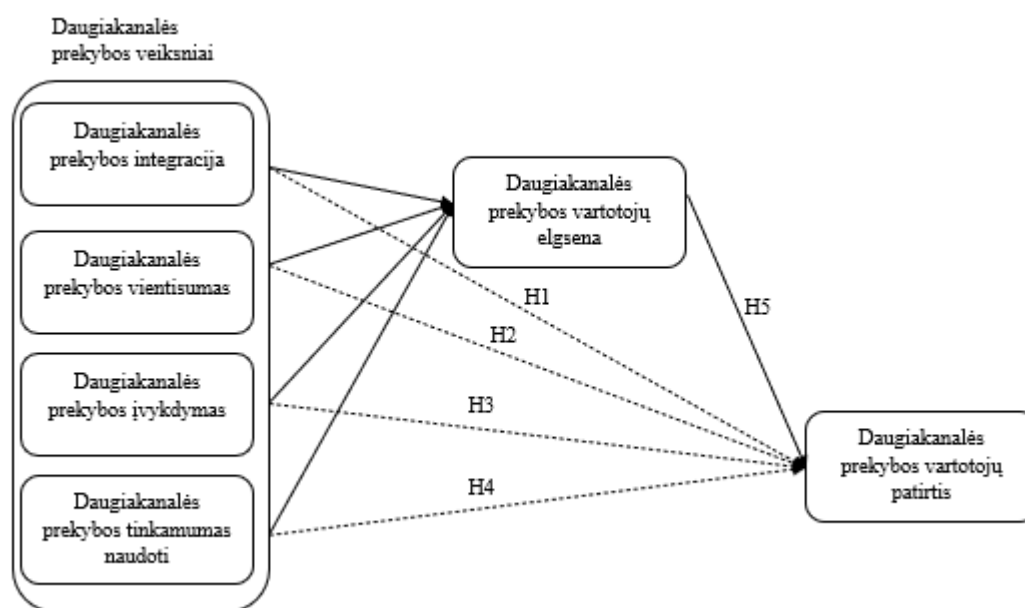 Daugiakanalės
prekybos veiksniai
Daugiakanalės
prekybos integracija
Daugiakanalės
prekybos vientisumas
Daugiakanalės
prekybos įvykdymas
Daugiakanalės
prekybos tinkamumas
naudoti
Daugiakanalės
prekybos vartotojų
elgsena
H1
H2
H3
H4
H5
Daugiakanalės
prekybos vartotojų
patirtis